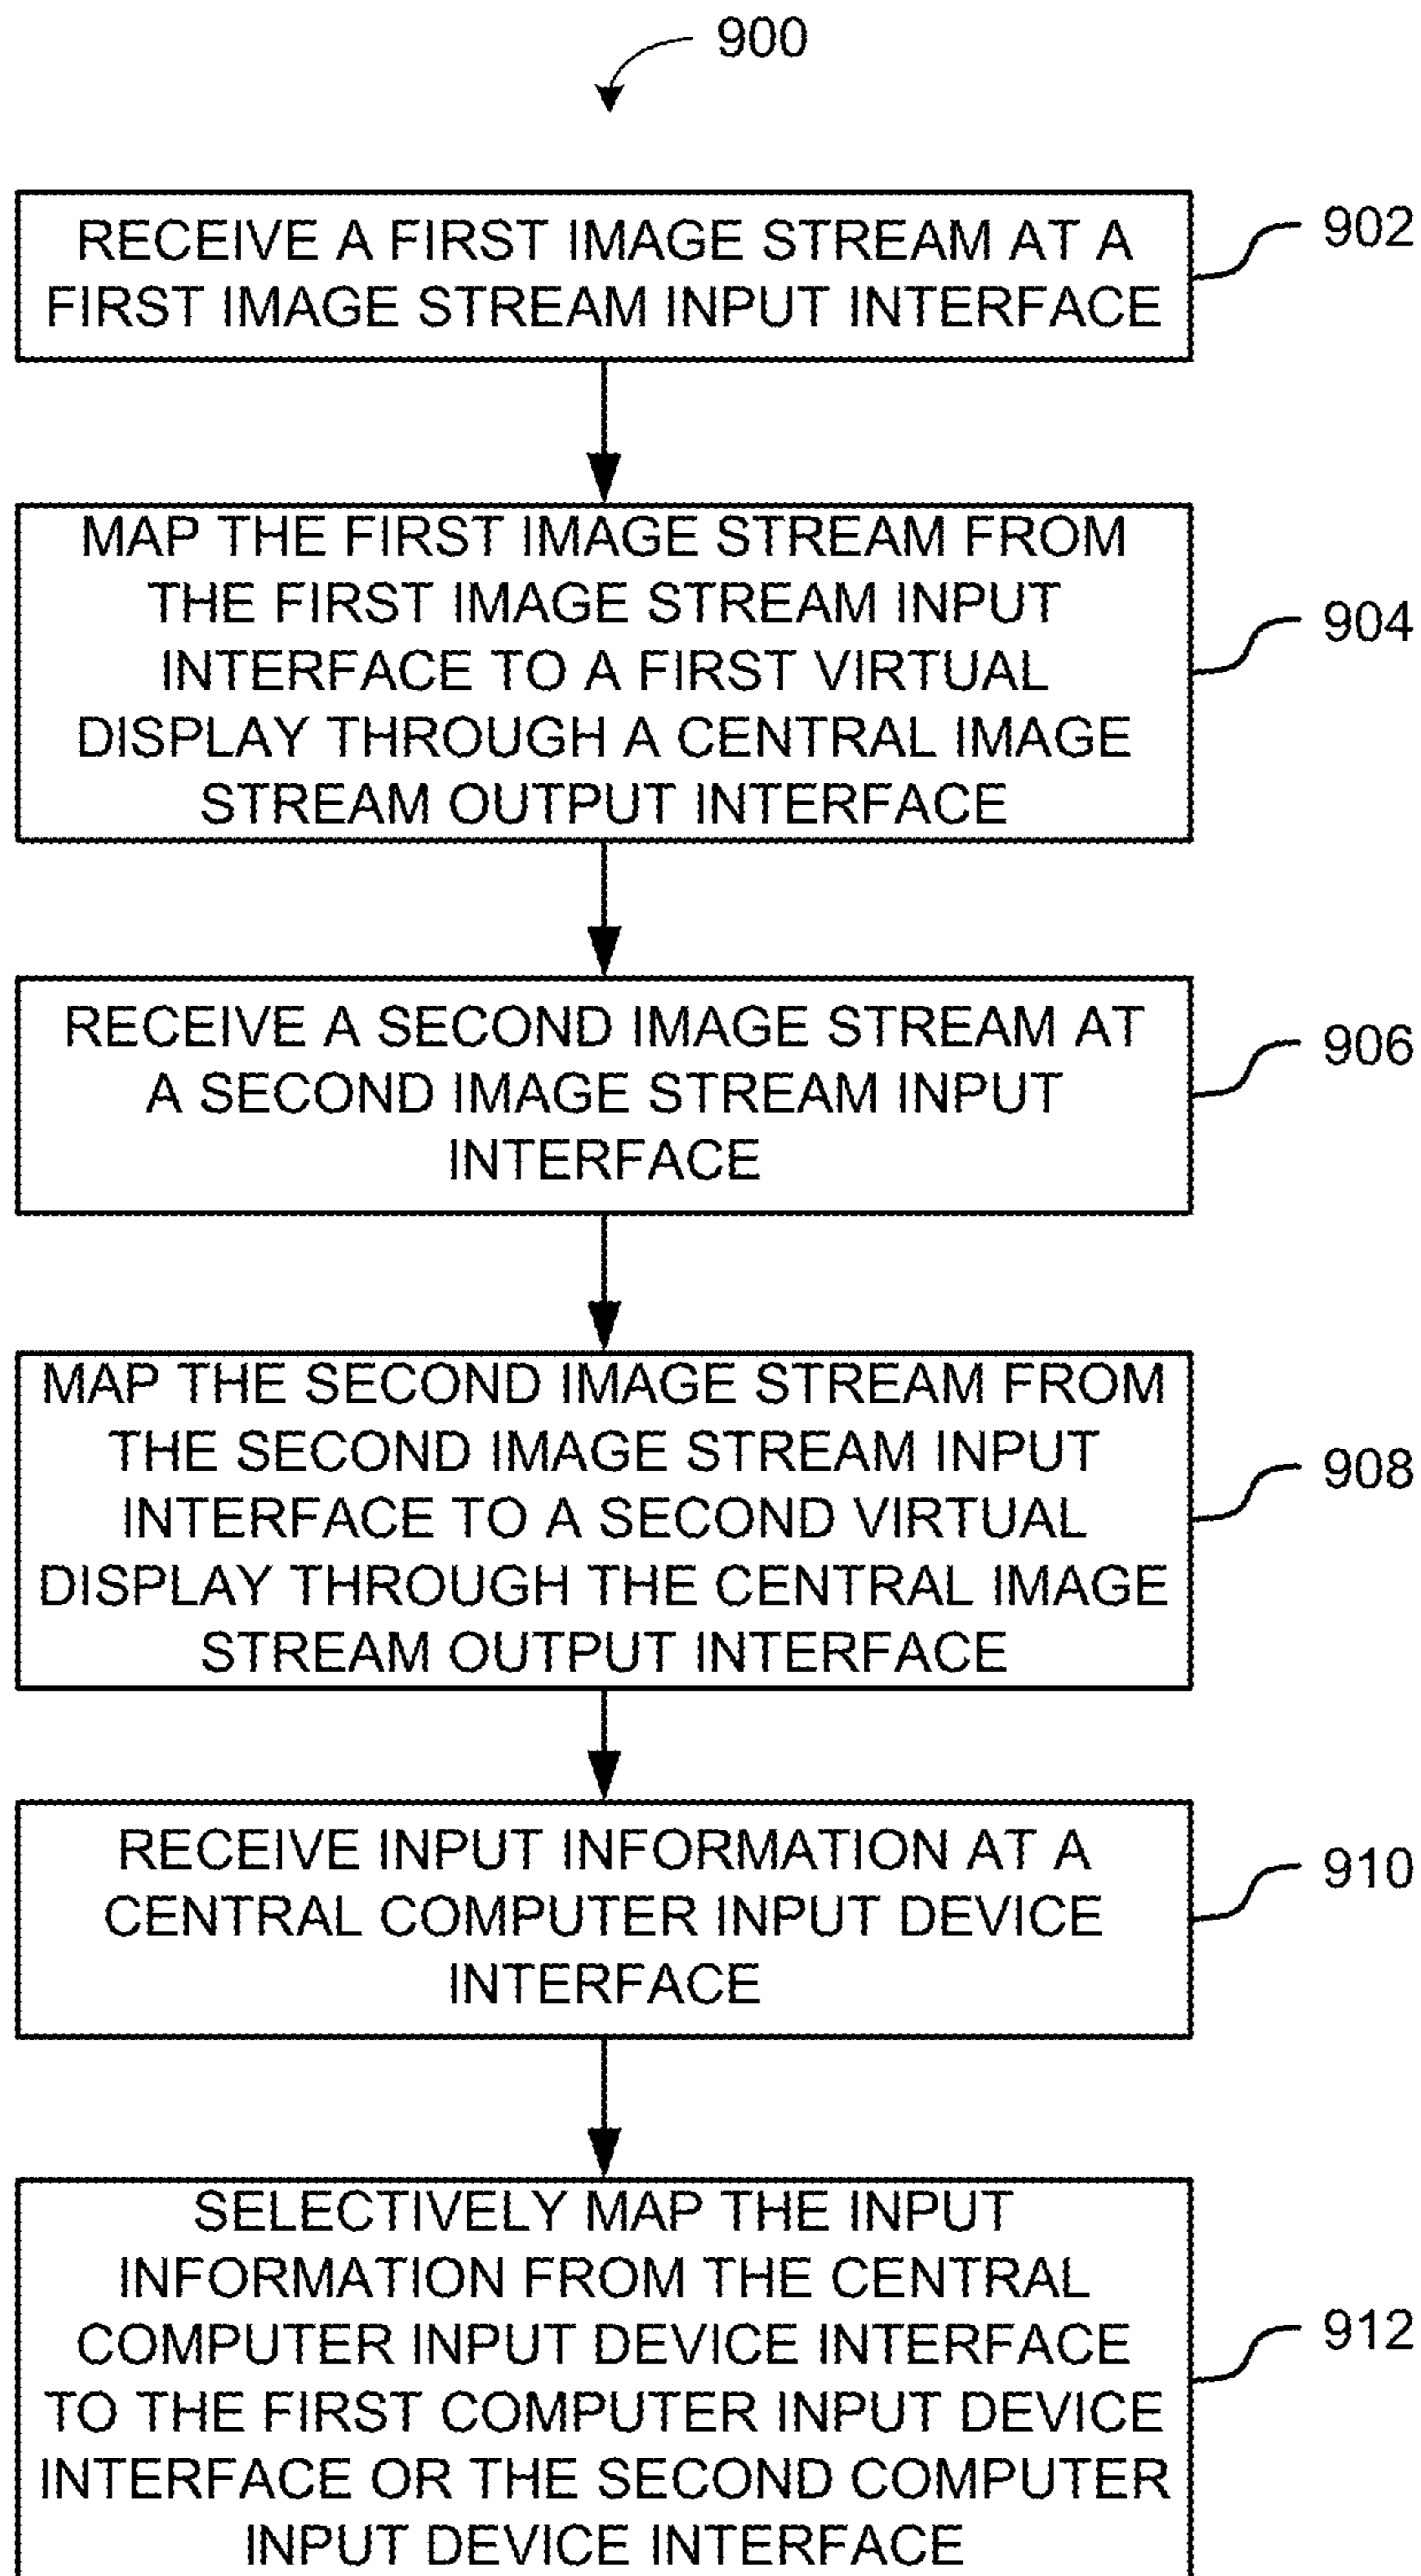 900
RECEIVE A FIRST IMAGE STREAM AT A
FIRST IMAGE STREAM INPUT INTERFACE
902
MAP THE FIRST IMAGE STREAM FROM
THE FIRST IMAGE STREAM INPUT
INTERFACE TO A FIRST VIRTUAL
DISPLAY THROUGH A CENTRAL IMAGE
STREAM OUTPUT INTERFACE
904
RECEIVE A SECOND IMAGE STREAM AT
A SECOND IMAGE STREAM INPUT
INTERFACE
906
MAP THE SECOND IMAGE STREAM FROM
THE SECOND IMAGE STREAM INPUT
INTERFACE TO A SECOND VIRTUAL
DISPLAY THROUGH THE CENTRAL IMAGE
STREAM OUTPUT INTERFACE
908
RECEIVE INPUT INFORMATION AT A
CENTRAL COMPUTER INPUT DEVICE
INTERFACE
910
SELECTIVELY MAP THE INPUT
INFORMATION FROM THE CENTRAL
COMPUTER INPUT DEVICE INTERFACE
TO THE FIRST COMPUTER INPUT DEVICE
INTERFACE OR THE SECOND COMPUTER
INPUT DEVICE INTERFACE
912